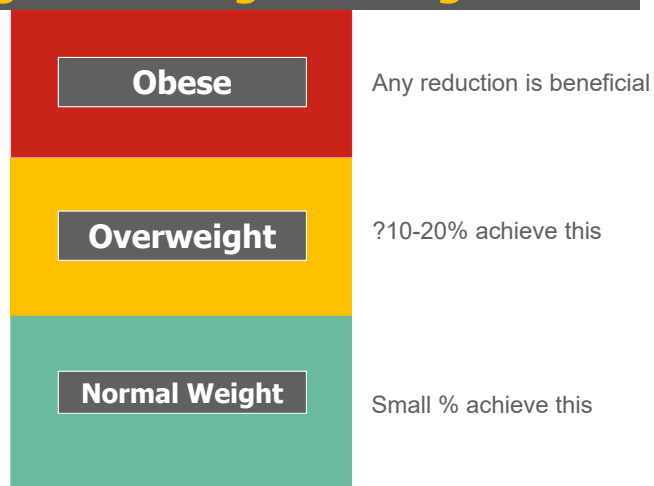 Obese
Any reduction is beneficial
Overweight
?10-20% achieve this
Normal Weight
Small % achieve this